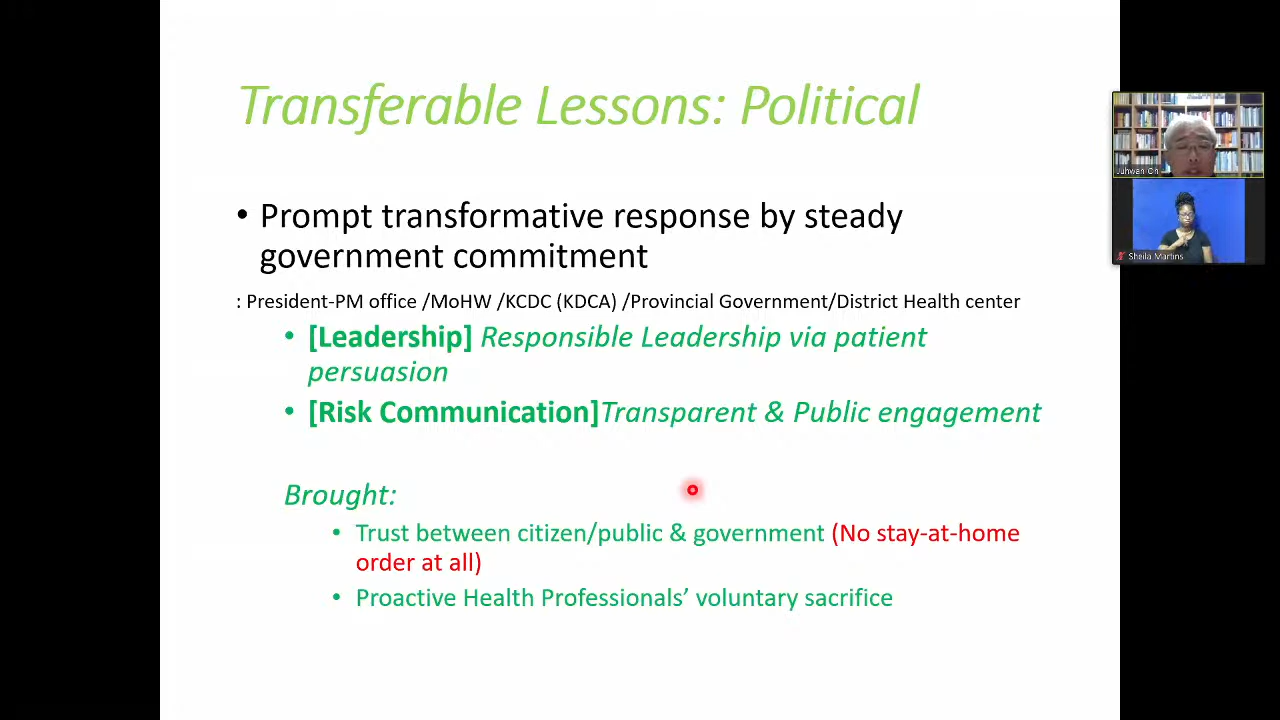 Transferable Lessons: Political
• Prompt transformative response by steady
government commitment
: President-PM office /MoHW /KCDC (KDCA) /Provincial Government/District Health center
• [Leadership] Responsible Leadership via patient
persuasion
• [Risk Communication]Transparent & Public engagement
Brought:
• Trust between citizen/public & government (No stay-at-home
order at all)
• Proactive Health Professionals’ voluntary sacrifice
Juhwan Oh
Sheila Martins